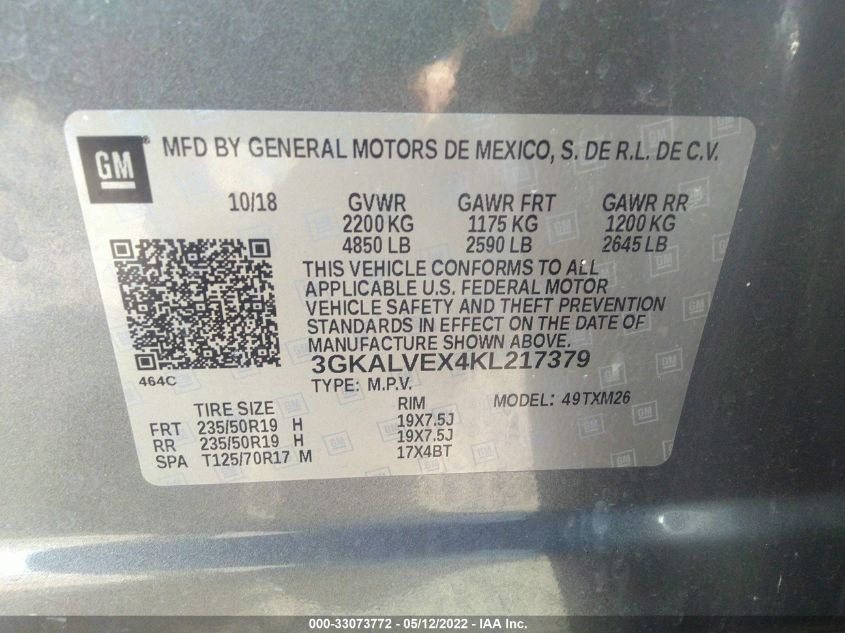 GM ® MFD BY GENERAL MOTORS DE MEXICO, S. DE R.L. DE C.V.
10/18 GVWR GAWR FRT GAWR RR
2200 KG 1175 KG 1200 KG
4850 LB 2590 LB 2645 LB
THIS VEHICLE CONFORMS TO ALL
APPLICABLE U.S. FEDERAL MOTOR
VEHICLE SAFETY AND THEFT PREVENTION
STANDARDS IN EFFECT ON THE DATE OF
MANUFACTURE SHOWN ABOVE.
3GKALVEX4KL217379
464C TYPE: M.P.V.
TIRE SIZE RIM MODEL: 49TXM26
FRT 235/50R19 H 19X7.5J
RR 235/50R19 H 19X7.5J
SPA T125/70R17 M 17X4BT
000-33073772 - 05/12/2022 - IAA Inc.